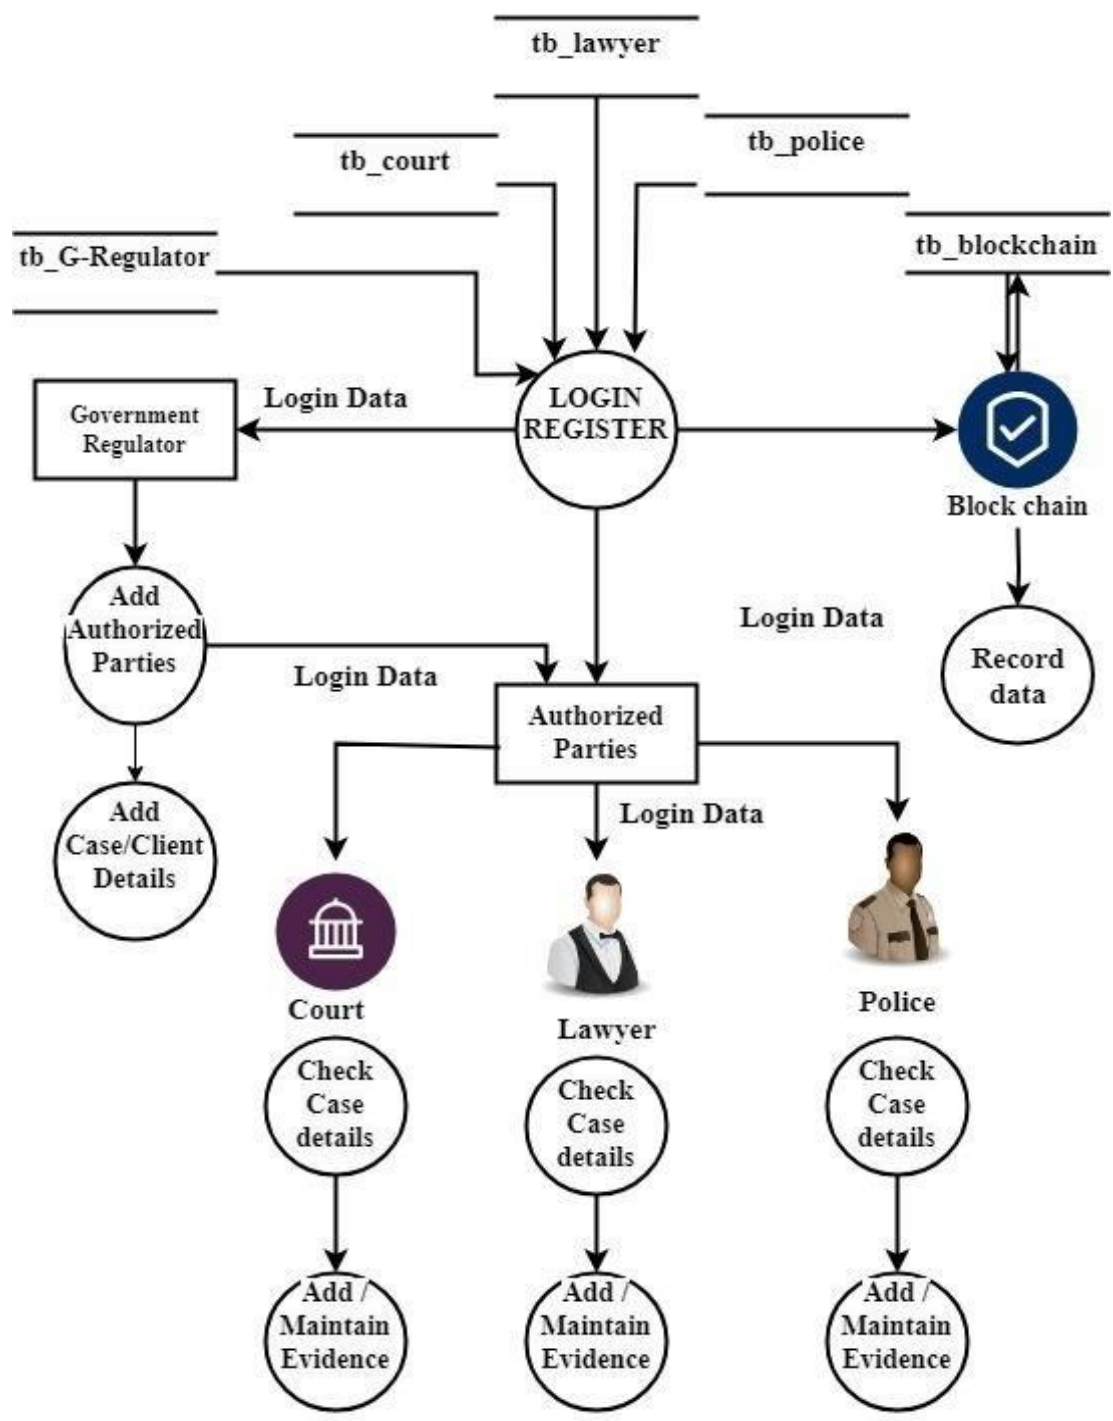 tb_lawyer
tb_court
tb_police
tb_G-Regulator
tb_blockchain
Login Data
LOGIN
REGISTER
Government
Regulator
Block chain
Add
Authorized
Parties
Login Data
Login Data
Record
data
Authorized
Parties
Add
Case/Client
Details
Login Data
Court
Lawyer
Police
Check
Case
details
Check
Case
details
Check
Case
details
Add /
Maintain
Evidence
Add /
Maintain
Evidence
Add /
Maintain
Evidence